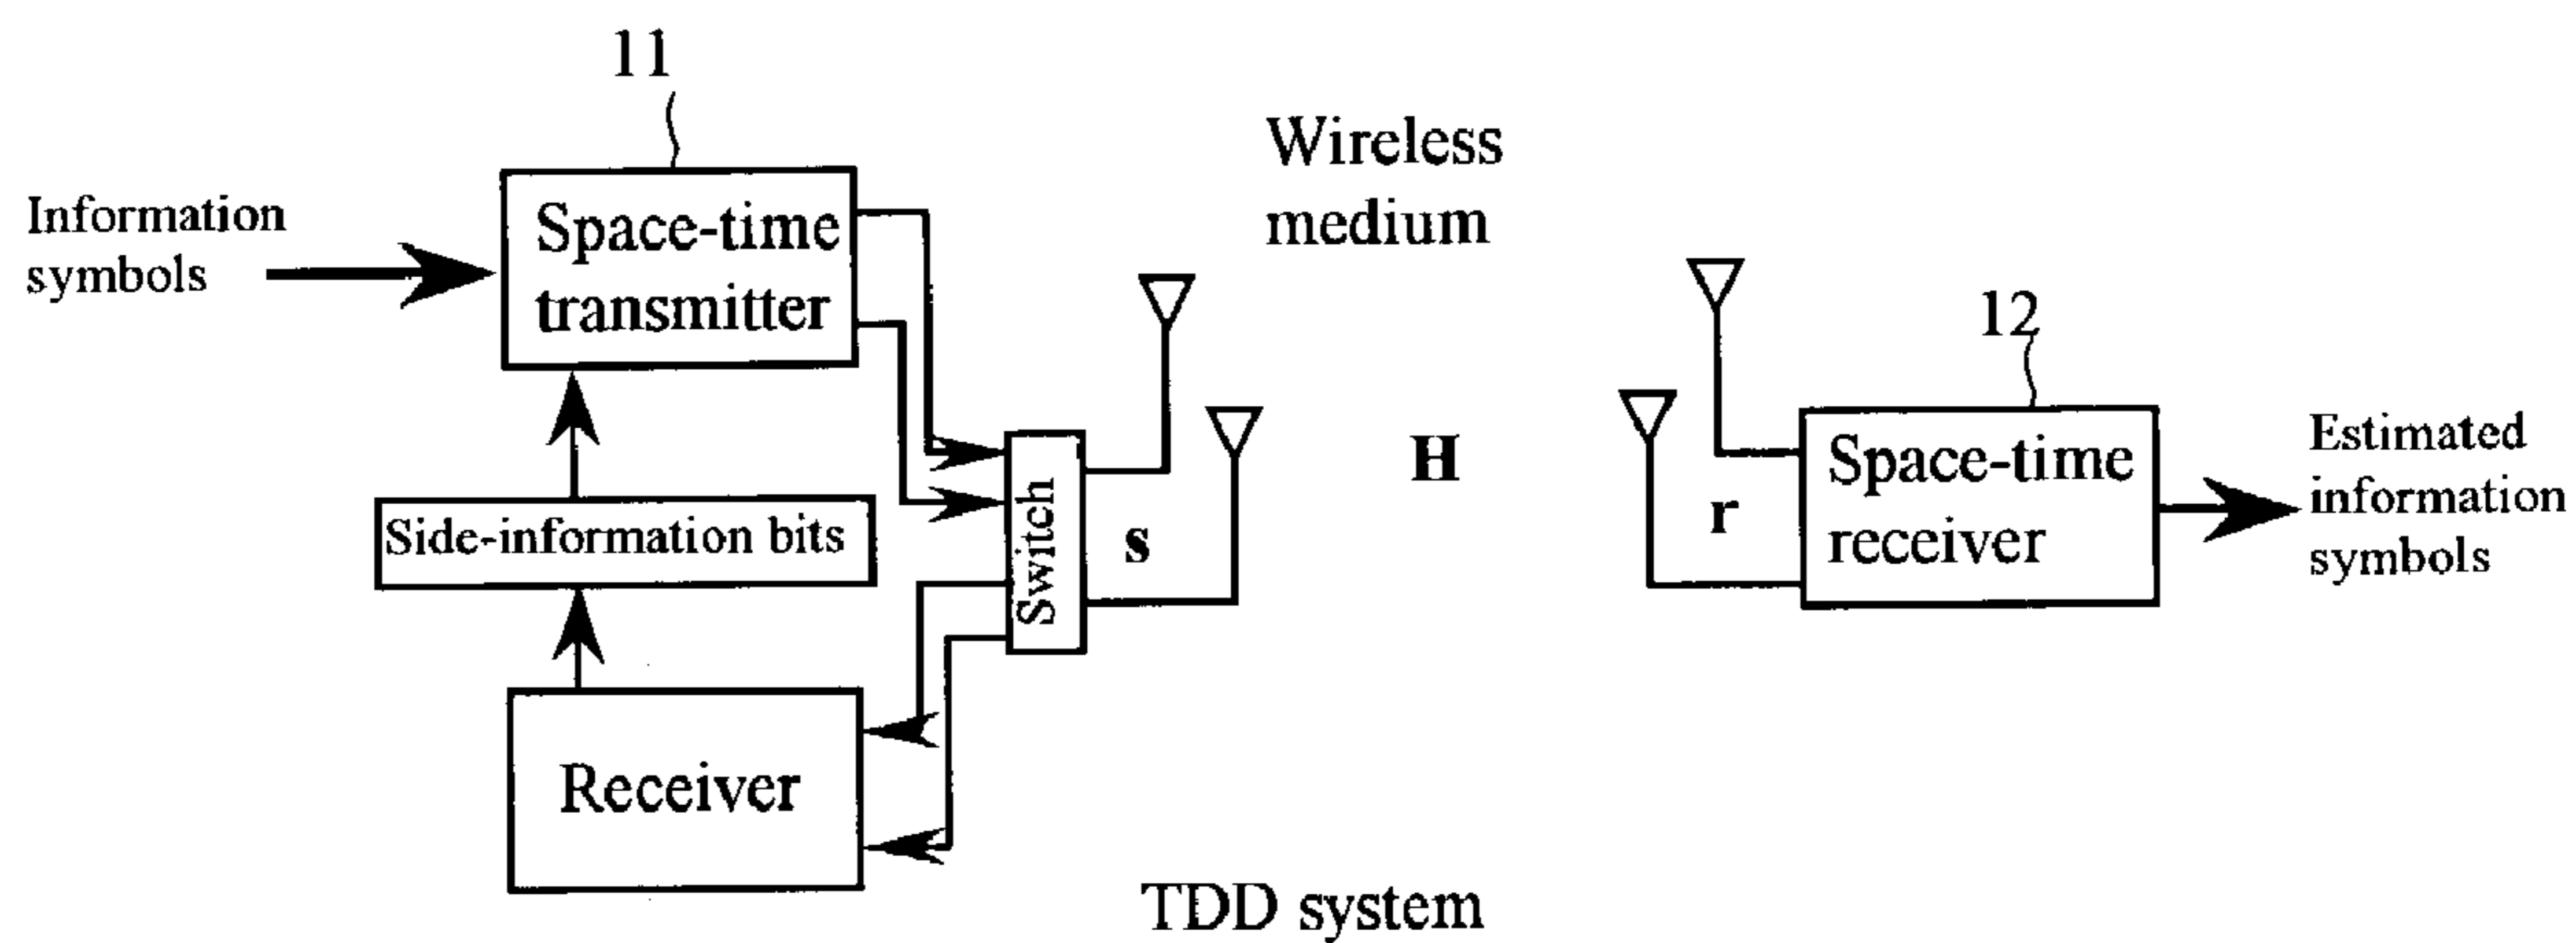 11
Wireless
medium
Information
symbols
Space-time
transmitter
12
Side-information bits
Switch
s
H
r
Space-time
receiver
Estimated
information
symbols
Receiver
TDD system